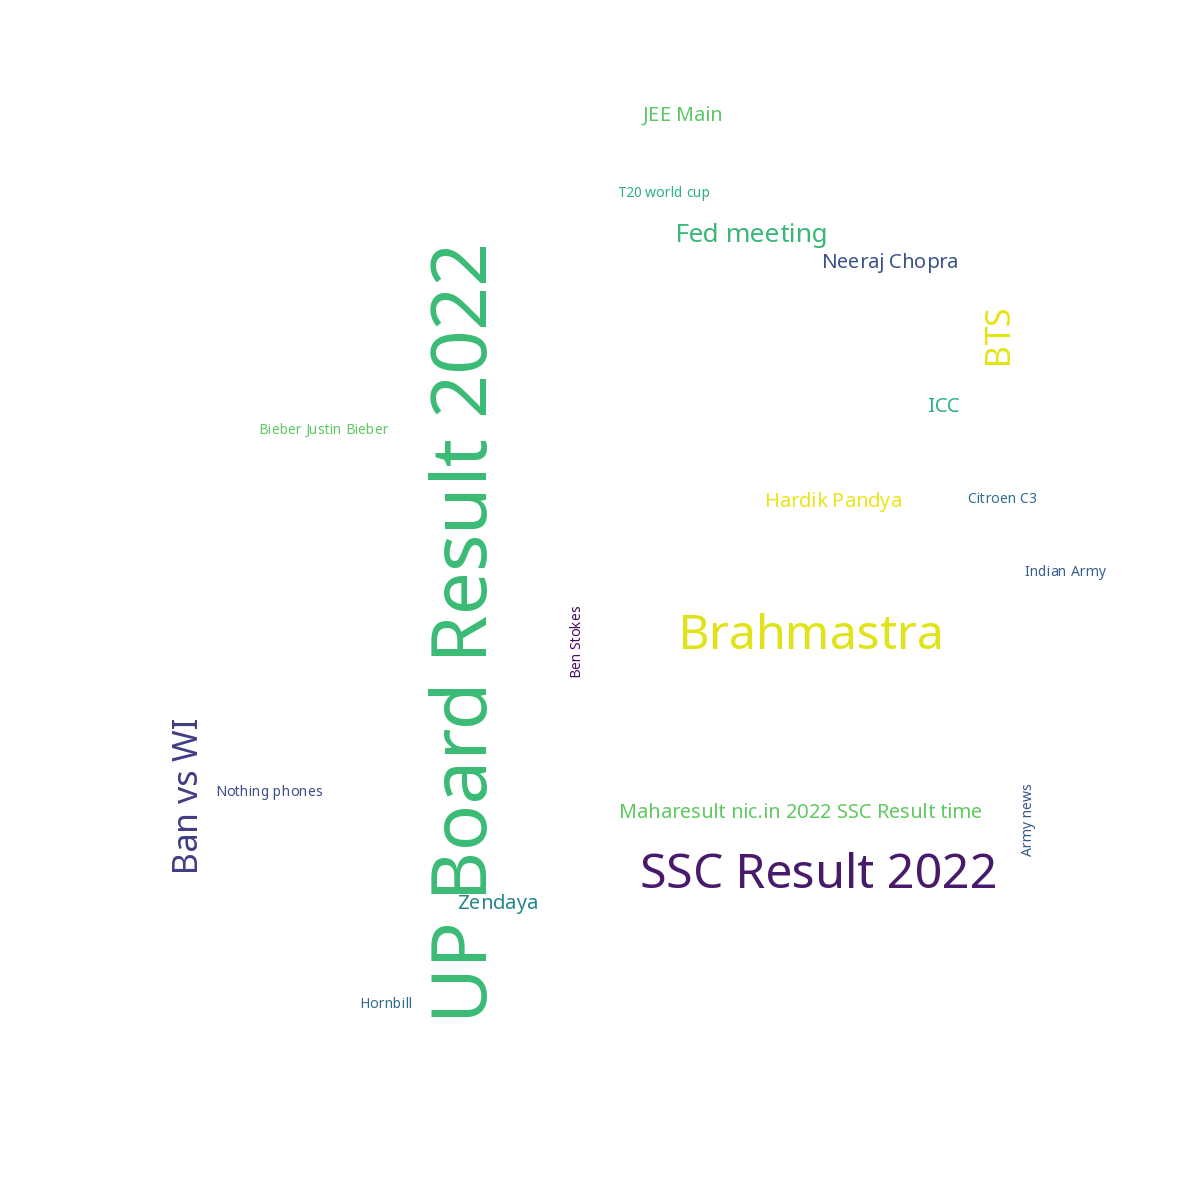 JEE Main
T20 world cup
Fed meeting
Neeraj Chopra
BTS
ICC
Bieber Justin Bieber
UP Board Result 2022
Hardik Pandya
Citroen C3
Indian Army
Brahmastra
Ben Stokes
Ban vs WI
Nothing phones
Maharesult nic.in 2022 SSC Result time
Army news
SSC Result 2022
Zendaya
Hornbill